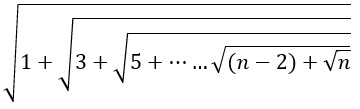 √(1 + √(3 + √(5 + ⋯ … √((n − 2) + √n))))